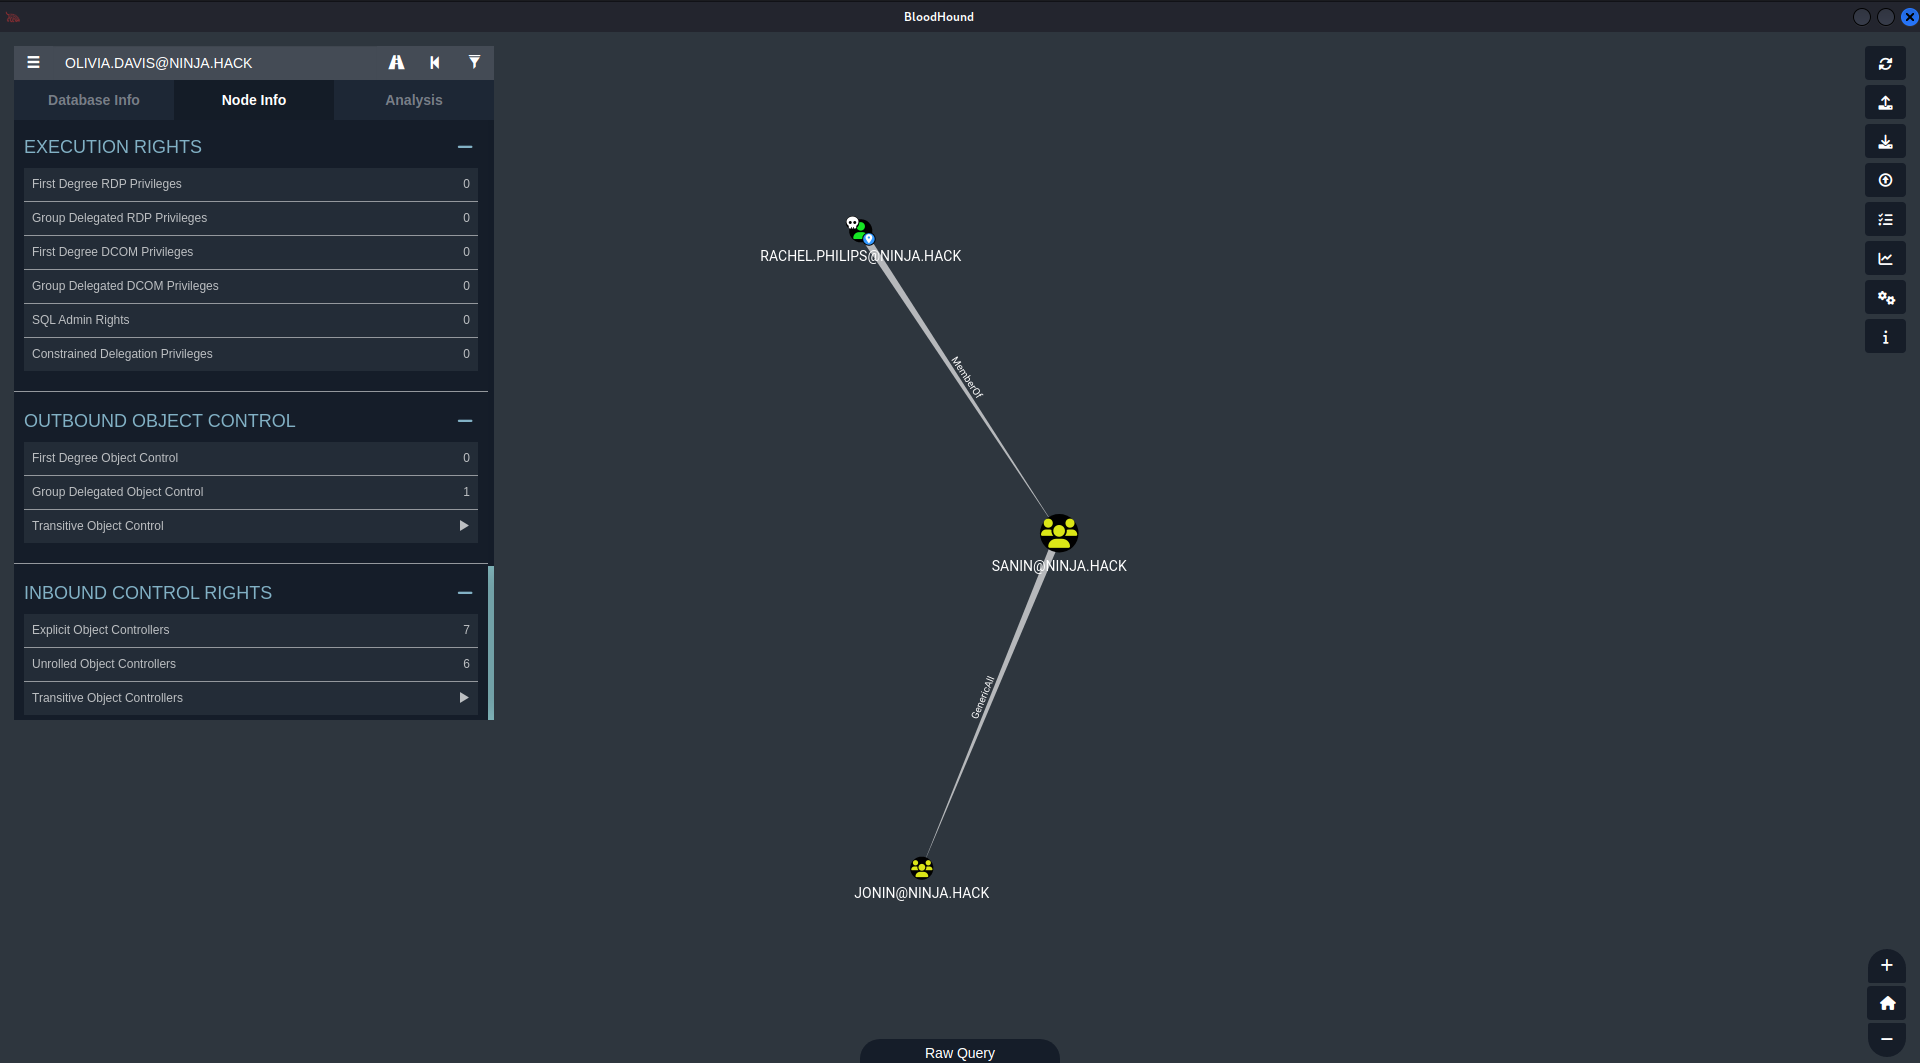 BloodHound
OLIVIA.DAVIS@NINJA.HACK
Database Info
Node Info
Analysis
EXECUTION RIGHTS
First Degree RDP Privileges 0
Group Delegated RDP Privileges 0
First Degree DCOM Privileges 0
Group Delegated DCOM Privileges 0
SQL Admin Rights 0
Constrained Delegation Privileges 0
OUTBOUND OBJECT CONTROL
First Degree Object Control 0
Group Delegated Object Control 1
Transitive Object Control
INBOUND CONTROL RIGHTS
Explicit Object Controllers 7
Unrolled Object Controllers 6
Transitive Object Controllers
RACHEL.PHILIPS@NINJA.HACK
MemberOf
SANIN@NINJA.HACK
GenericAll
JONIN@NINJA.HACK
Raw Query